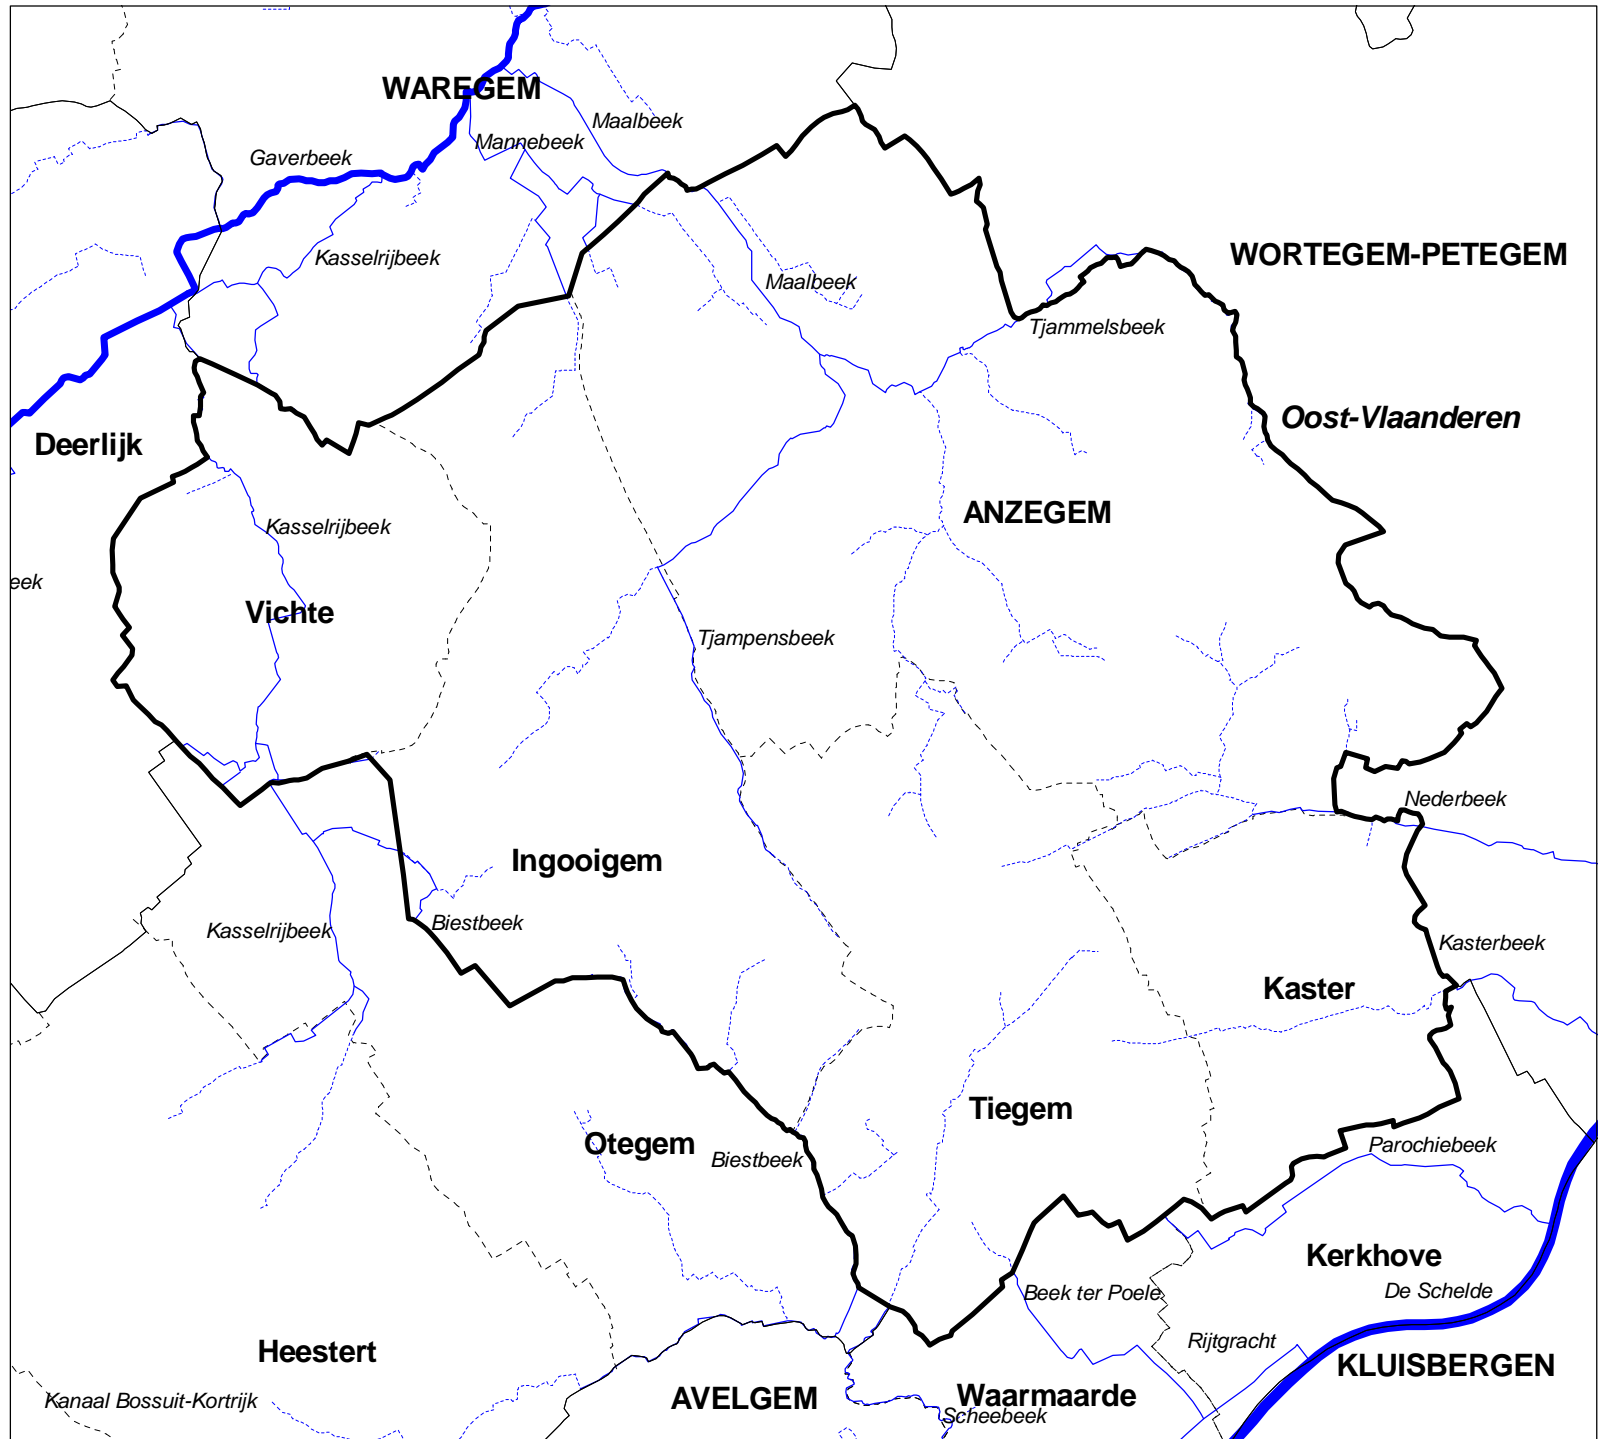 WAREGEM
Maalbeek
Mannebeek
Gaverbeek
Kasselrijbeek
WORTEGEM-PETEGEM
Maalbeek
Tjammelsbeek
Oost-Vlaanderen
Deerlijk
ANZEGEM
Kasselrijbeek
eek
Vichte
Tjampensbeek
Nederbeek
Ingooigem
Biestbeek
Kasselrijbeek
Kasterbeek
Kaster
Tiegem
Otegem
Biestbeek
Parochiebeek
Kerkhove
De Schelde
Beek ter Poele
Rijtgracht
Heestert
KLUISBERGEN
Kanaal Bossuit-Kortrijk
AVELGEM
Waarmaarde
Scheebeek